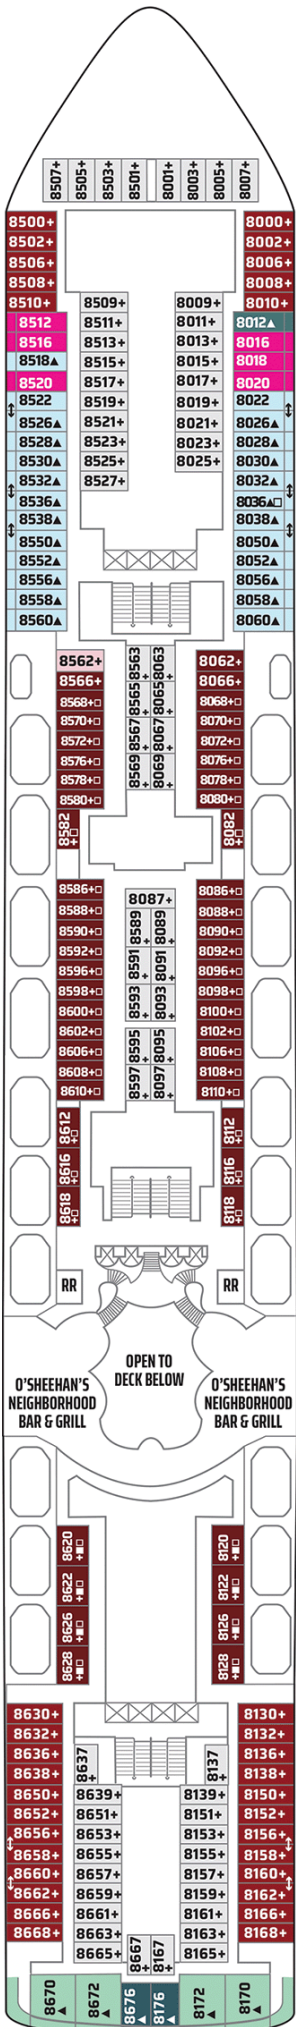 8507+ 8505+ 8503+ 8501+ 8001+ 8003+ 8005+ 8007+
8500+ 8000+
8502+ 8002+
8506+ 8006+
8508+ 8008+
8510+ 8509+ 8009+ 8010+
8512 8511+ 8011+ 8012▲
8516 8513+ 8013+ 8016
8518▲ 8515+ 8015+ 8018
8520 8517+ 8017+ 8020
8522 8519+ 8019+ 8022
8526▲ 8521+ 8021+ 8026▲
8528▲ 8523+ 8023+ 8028▲
8530▲ 8525+ 8025+ 8030▲
8532▲ 8527+ 8032▲
8536▲ 8036▲□
8538▲ 8038▲
8550▲ 8050▲
8552▲ 8052▲
8556▲ 8056▲
8558▲ 8058▲
8560▲ 8060▲
8562+ 8563+ 8063+ 8062+
8566+ 8565+ 8065+ 8066+
8568+□ 8068+□
8570+□ 8567+ 8067+ 8070+□
8572+□ 8072+□
8576+□ 8569+ 8069+ 8076+□
8578+□ 8078+□
8580+□ 8080+□
8582+□ 8082+□
8586+□ 8087+ 8086+□
8588+□ 8589+ 8089+ 8088+□
8590+□ 8090+□
8592+□ 8591+ 8091+ 8092+□
8596+□ 8096+□
8598+□ 8593+ 8093+ 8098+□
8600+□ 8100+□
8602+□ 8595+ 8095+ 8102+□
8606+□ 8106+□
8608+□ 8597+ 8097+ 8108+□
8610+□ 8110+□
8612+□ 8112+□
8616+□ 8116+□
8618+□ 8118+□
RR RR
OPEN TO
DECK BELOW
O'SHEEHAN'S
NEIGHBORHOOD
BAR & GRILL
O'SHEEHAN'S
NEIGHBORHOOD
BAR & GRILL
8620+■□ 8120+■□
8622+■□ 8122+■□
8626+■□ 8126+■□
8628+■□ 8128+■□
8630+ 8130+
8632+ 8132+
8636+ 8637+ 8137+ 8136+
8638+ 8138+
8650+ 8639+ 8139+ 8150+
8652+ 8651+ 8151+ 8152+
8656+ 8653+ 8153+ 8156+
8658+ 8655+ 8155+ 8158+
8660+ 8657+ 8157+ 8160+
8662+ 8659+ 8159+ 8162+
8666+ 8661+ 8161+ 8166+
8668+ 8663+ 8163+ 8168+
8665+ 8667+ 8167+ 8165+
8670▲ 8672▲ 8676▲ 8176▲ 8172▲ 8170▲